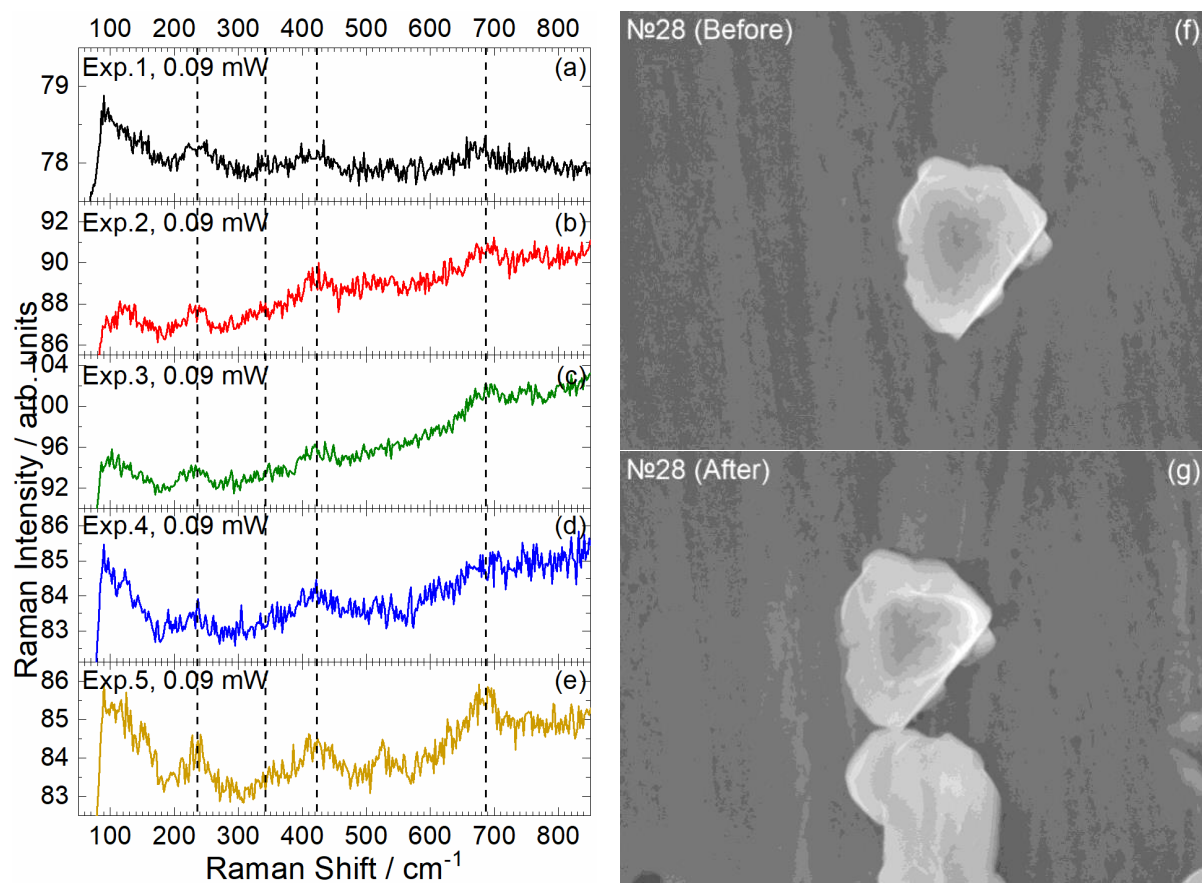 100 200 300 400 500 600 700 800
Exp.1, 0.09 mW (a)
79
78
Exp.2, 0.09 mW (b)
92
90
88
86
Exp.3, 0.09 mW (c)
104
100
96
92
Exp.4, 0.09 mW (d)
86
85
84
83
Exp.5, 0.09 mW (e)
86
85
84
83
100 200 300 400 500 600 700 800
Raman Shift / cm⁻¹
Raman Intensity / arb. units
№28 (Before) (f)
№28 (After) (g)